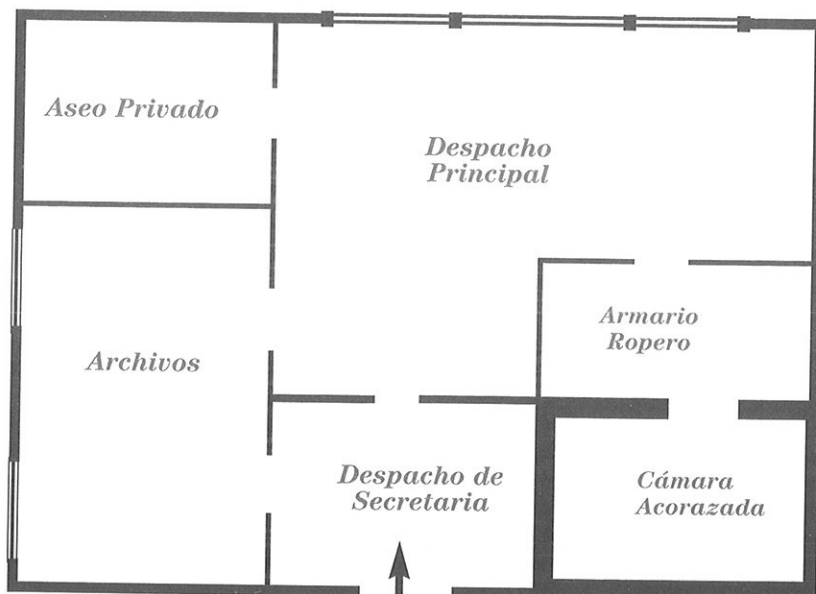 Aseo Privado
Despacho
Principal
Armario
Ropero
Archivos
Despacho de
Secretaria
Cámara
Acorazada